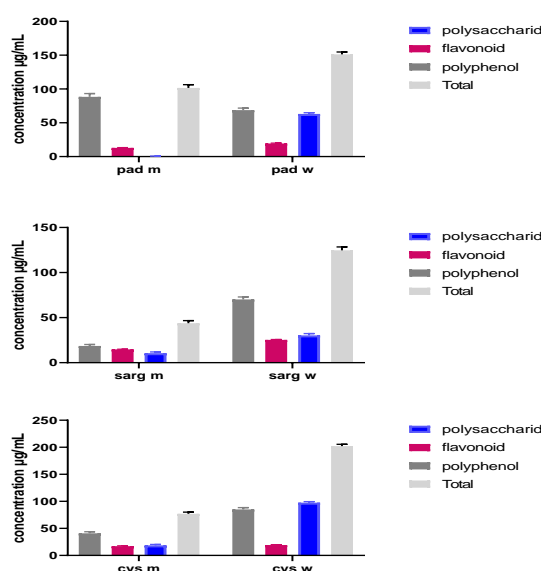 concentration µg/mL
200
150
100
50
0
pad m
pad w
polysaccharid
flavonoid
polyphenol
Total
concentration µg/mL
150
100
50
0
sarg m
sarg w
polysaccharid
flavonoid
polyphenol
Total
concentration µg/mL
250
200
150
100
50
0
cys m
cys w
polysaccharid
flavonoid
polyphenol
Total